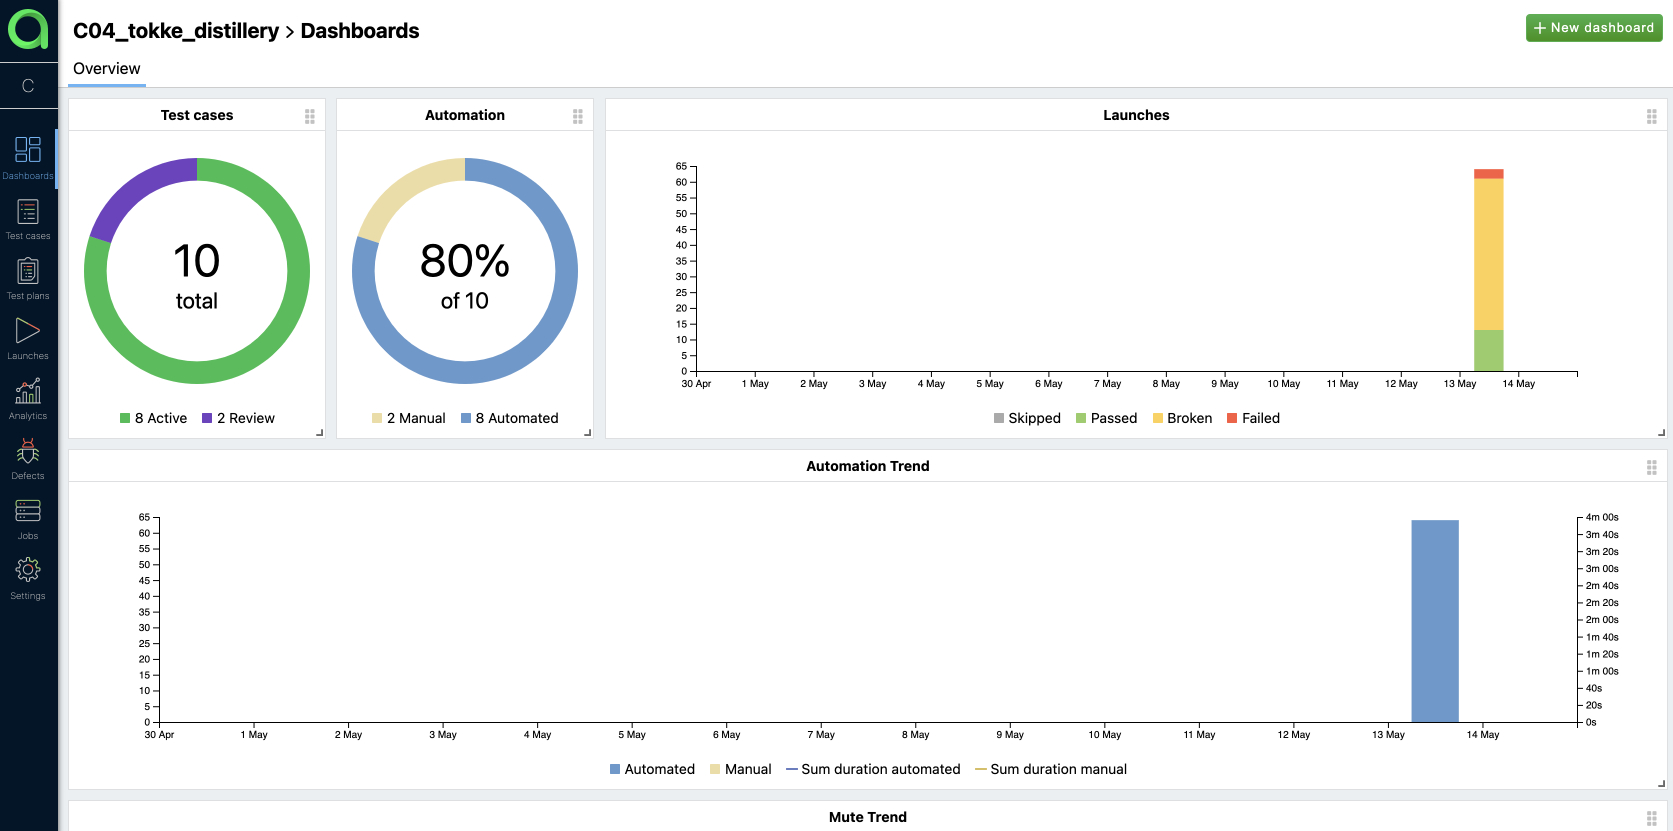 C04_tokke_distillery > Dashboards
+ New dashboard
Overview
C
Dashboards
Test cases
Test plans
Launches
Analytics
Defects
Jobs
Settings
Test cases
10
total
8 Active 2 Review
Automation
80%
of 10
2 Manual 8 Automated
Launches
65
60
55
50
45
40
35
30
25
20
15
10
5
0
30 Apr 1 May 2 May 3 May 4 May 5 May 6 May 7 May 8 May 9 May 10 May 11 May 12 May 13 May 14 May
Skipped Passed Broken Failed
Automation Trend
65
60
55
50
45
40
35
30
25
20
15
10
5
0
4m 00s
3m 40s
3m 20s
3m 00s
2m 40s
2m 20s
2m 00s
1m 40s
1m 20s
1m 00s
40s
20s
0s
30 Apr 1 May 2 May 3 May 4 May 5 May 6 May 7 May 8 May 9 May 10 May 11 May 12 May 13 May 14 May
Automated Manual Sum duration automated Sum duration manual
Mute Trend